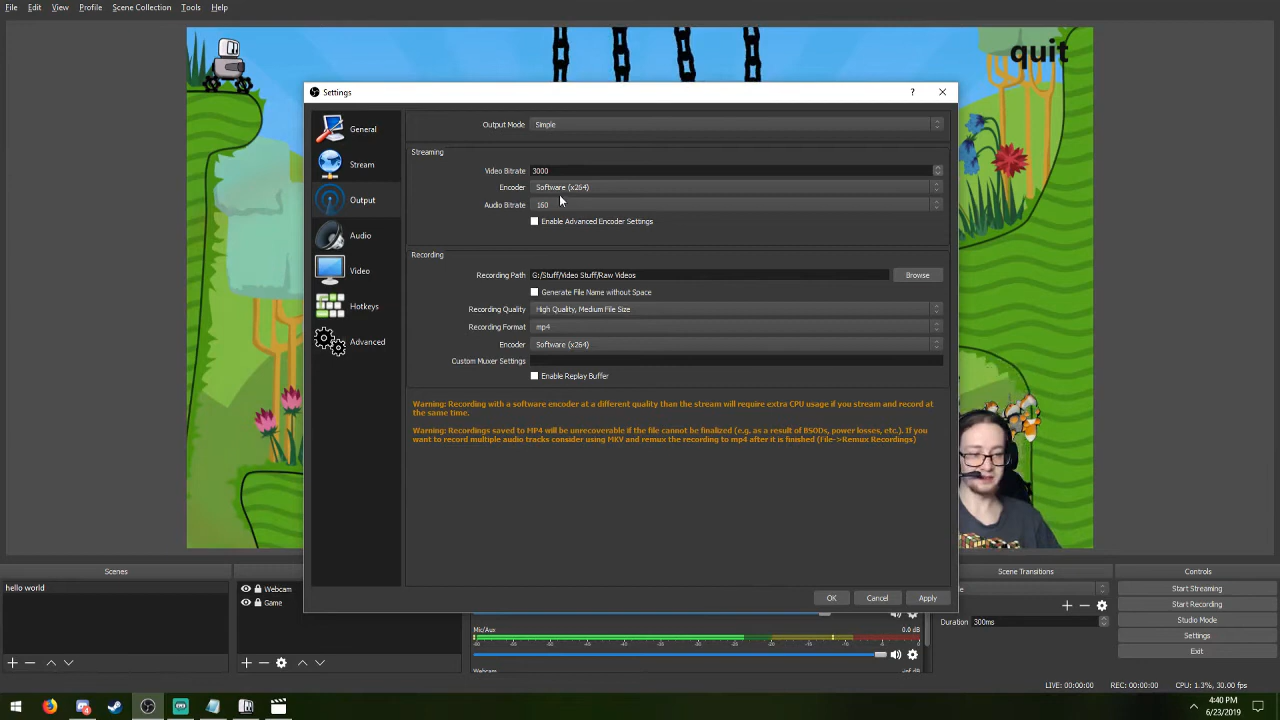 File Edit View Profile Scene Collection Tools Help
quit
Settings
?
General
Stream
Output
Audio
Video
Hotkeys
Advanced
Output Mode Simple
Streaming
Video Bitrate 3000
Encoder Software (x264)
Audio Bitrate 160
Enable Advanced Encoder Settings
Recording
Recording Path G:/Stuff/Video Stuff/Raw Videos Browse
Generate File Name without Space
Recording Quality High Quality, Medium File Size
Recording Format mp4
Encoder Software (x264)
Custom Muxer Settings
Enable Replay Buffer
Warning: Recording with a software encoder at a different quality than the stream will require extra CPU usage if you stream and record at
the same time.
Warning: Recordings saved to MP4 will be unrecoverable if the file cannot be finalized (e.g. as a result of BSODs, power losses, etc.). If you
want to record multiple audio tracks consider using MKV and remux the recording to mp4 after it is finished (File->Remux Recordings)
OK Cancel Apply
Scenes
hello world
Webcam
Game
Mic/Aux 0.0 dB
Webcam -inf dB
Scene Transitions
Duration 300ms
Controls
Start Streaming
Start Recording
Studio Mode
Settings
Exit
LIVE: 00:00:00 REC: 00:00:00 CPU: 1.3%, 30.00 fps
4:40 PM
6/23/2019